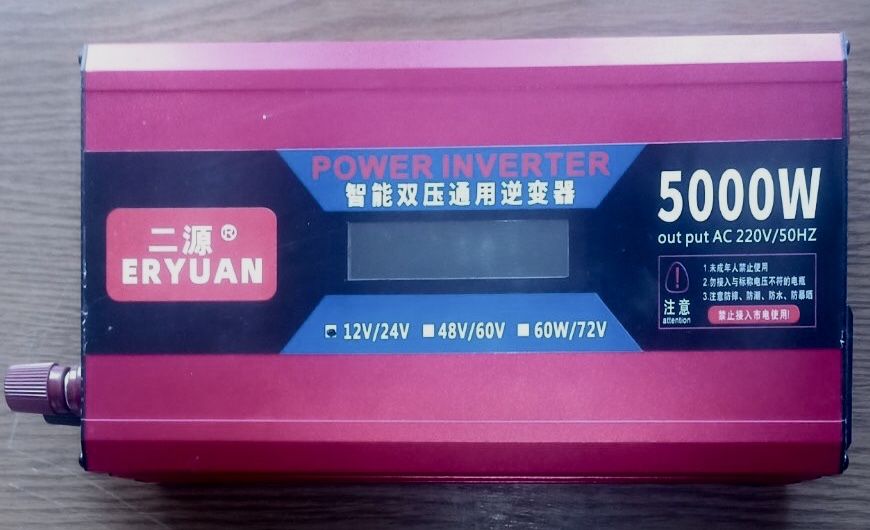 POWER INVERTER
智能双压通用逆变器
二源®
ERYUAN
5000W
out put AC 220V/50HZ
注意
attention
1.未成年人禁止使用
2.勿接入与标称电压不符的电瓶
3.注意防摔、防潮、防水、防暴晒
禁止接入市电使用!
12V/24V 48V/60V 60W/72V